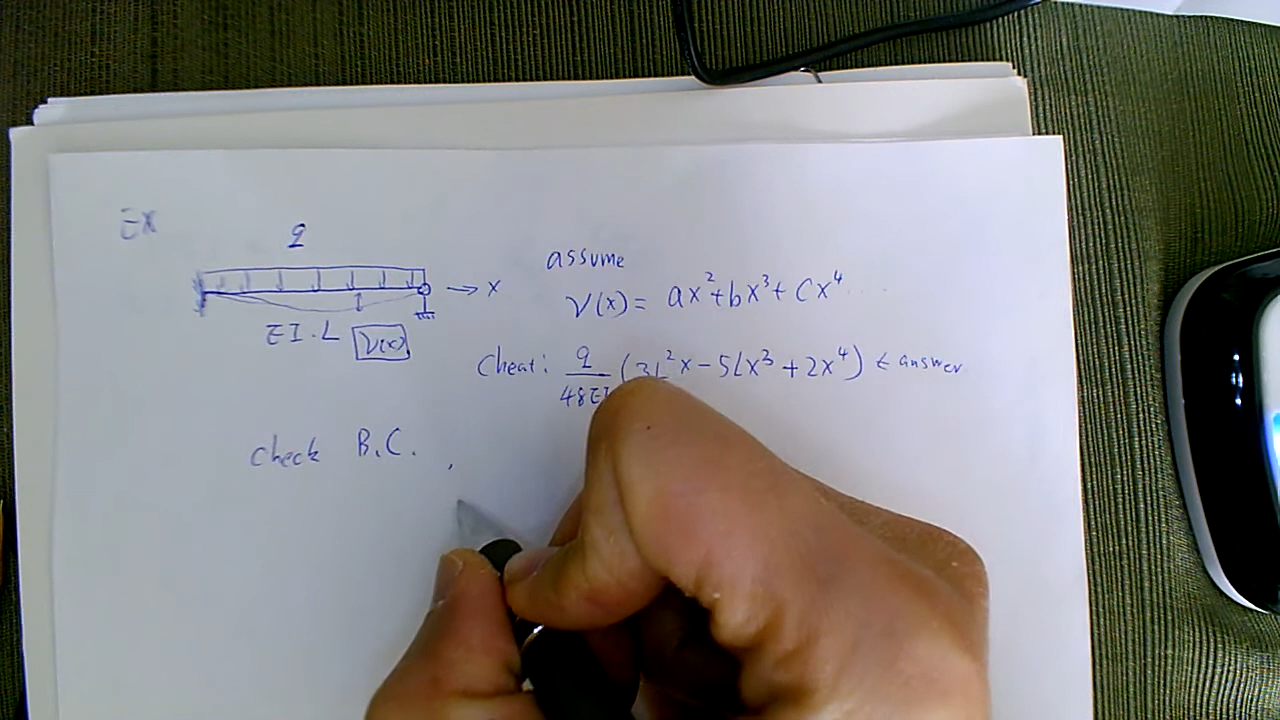 EX
q
→ x
EI.L v(x)
assume
v(x) = ax²+bx³+cx⁴
cheat: q/48EI (3L²x-5Lx³+2x⁴) ← answer
check B.C.